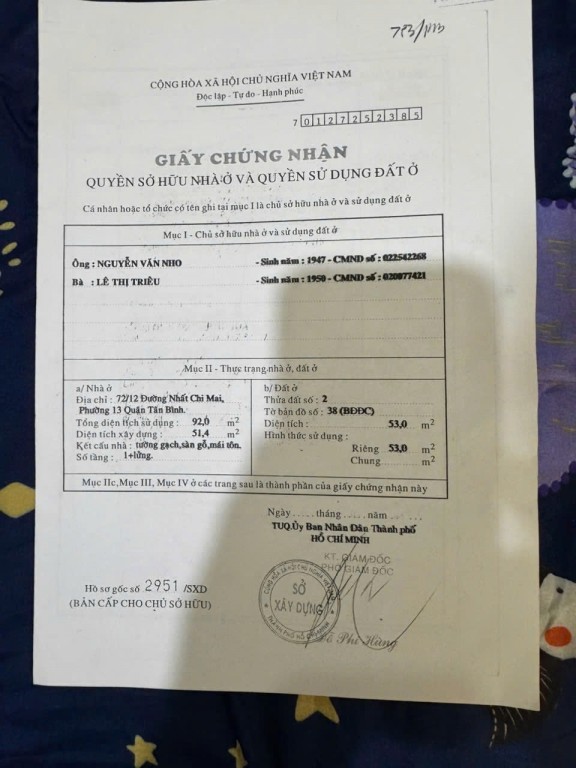 CỘNG HÒA XÃ HỘI CHỦ NGHĨA VIỆT NAM
Độc lập - Tự do - Hạnh phúc
7 0 1 2 7 2 5 2 3 8 5
GIẤY CHỨNG NHẬN
QUYỀN SỞ HỮU NHÀ Ở VÀ QUYỀN SỬ DỤNG ĐẤT Ở
Cá nhân hoặc tổ chức có tên ghi tại mục I là chủ sở hữu nhà ở và sử dụng đất ở
Mục I - Chủ sở hữu nhà ở và sử dụng đất ở
Ông : NGUYỄN VĂN NHO - Sinh năm : 1947 - CMND số : 022542268
Bà : LÊ THỊ TRIÊU - Sinh năm : 1950 - CMND số : 020877421
Mục II - Thực trạng nhà ở, đất ở
a/ Nhà ở
Địa chỉ : 72/12 Đường Nhất Chi Mai,
Phường 13 Quận Tân Bình.
Tổng diện tích sử dụng : 92,0 m2
Diện tích xây dựng : 51,4 m2
Kết cấu nhà : tường gạch,sàn gỗ,mái tôn.
Số tầng : 1+lửng.
b/ Đất ở
Thửa đất số : 2
Tờ bản đồ số : 38 (BĐĐC)
Diện tích : 53,0 m2
Hình thức sử dụng :
Riêng 53,0 m2
Chung m2
Mục IIc, Mục III, Mục IV ở các trang sau là thành phần của giấy chứng nhận này
Ngày ..... tháng ..... năm .....
TUQ.Ủy Ban Nhân Dân Thành phố
HỒ CHÍ MINH
KT. GIÁM ĐỐC
PHÓ GIÁM ĐỐC
SỞ
XÂY DỰNG
Phi Hùng
Hồ sơ gốc số 2951 /SXD
(BẢN CẤP CHO CHỦ SỞ HỮU)